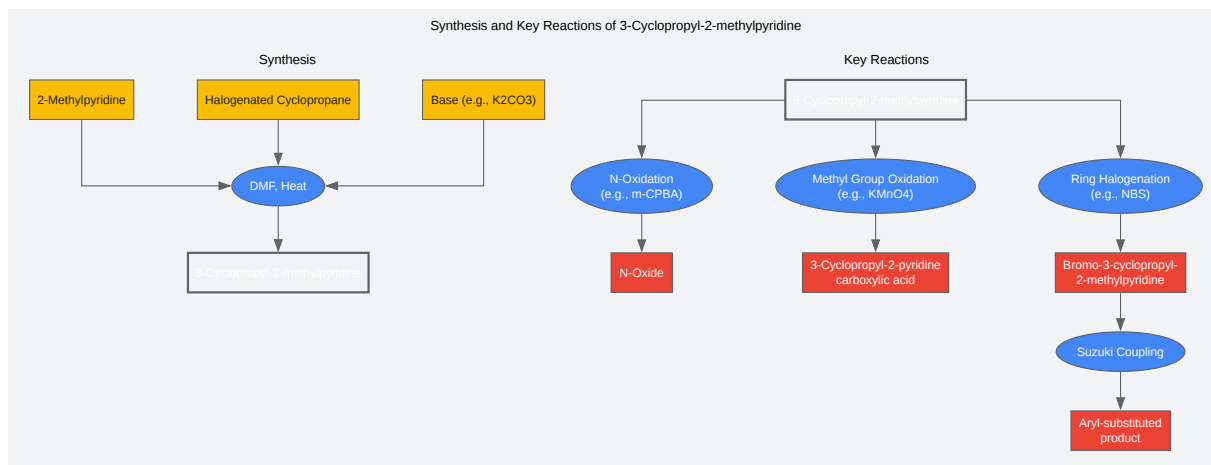 Synthesis and Key Reactions of 3-Cyclopropyl-2-methylpyridine
Synthesis
2-Methylpyridine
Halogenated Cyclopropane
Base (e.g., K2CO3)
DMF, Heat
3-Cyclopropyl-2-methylpyridine
Key Reactions
3-Cyclopropyl-2-methylpyridine
N-Oxidation
(e.g., m-CPBA)
Methyl Group Oxidation
(e.g., KMnO4)
Ring Halogenation
(e.g., NBS)
N-Oxide
3-Cyclopropyl-2-pyridine
carboxylic acid
Bromo-3-cyclopropyl-
2-methylpyridine
Suzuki Coupling
Aryl-substituted
product